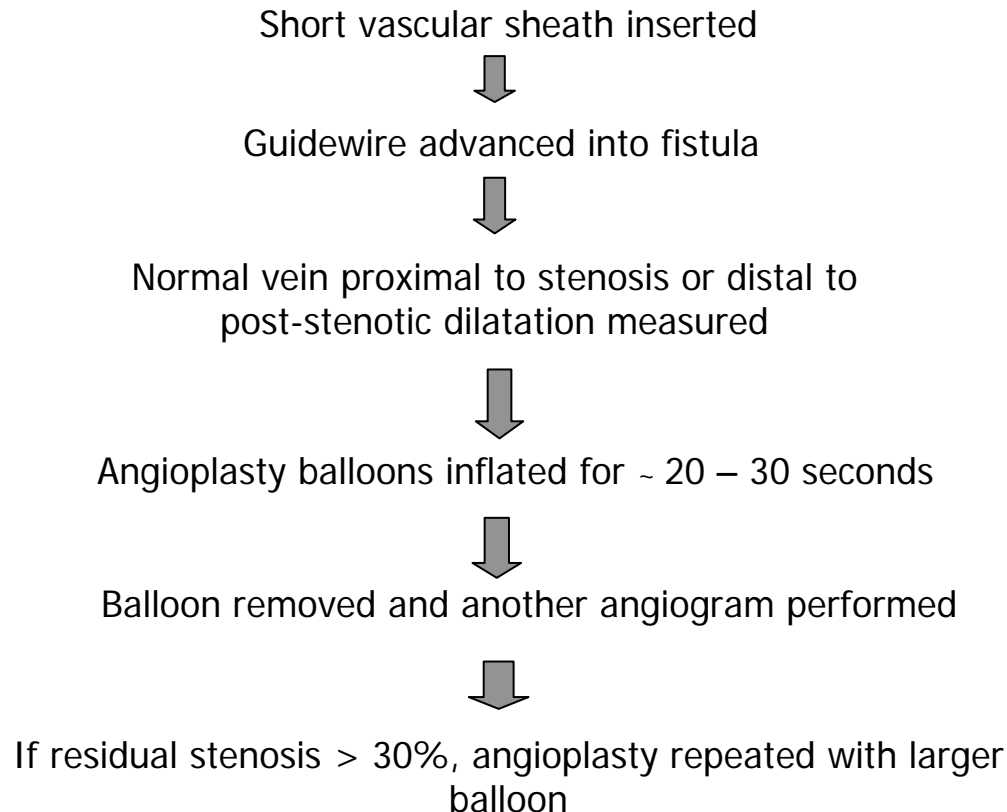 Short vascular sheath inserted
Guidewire advanced into fistula
Normal vein proximal to stenosis or distal to
post-stenotic dilatation measured
Angioplasty balloons inflated for ~ 20 – 30 seconds
Balloon removed and another angiogram performed
If residual stenosis > 30%, angioplasty repeated with larger
balloon